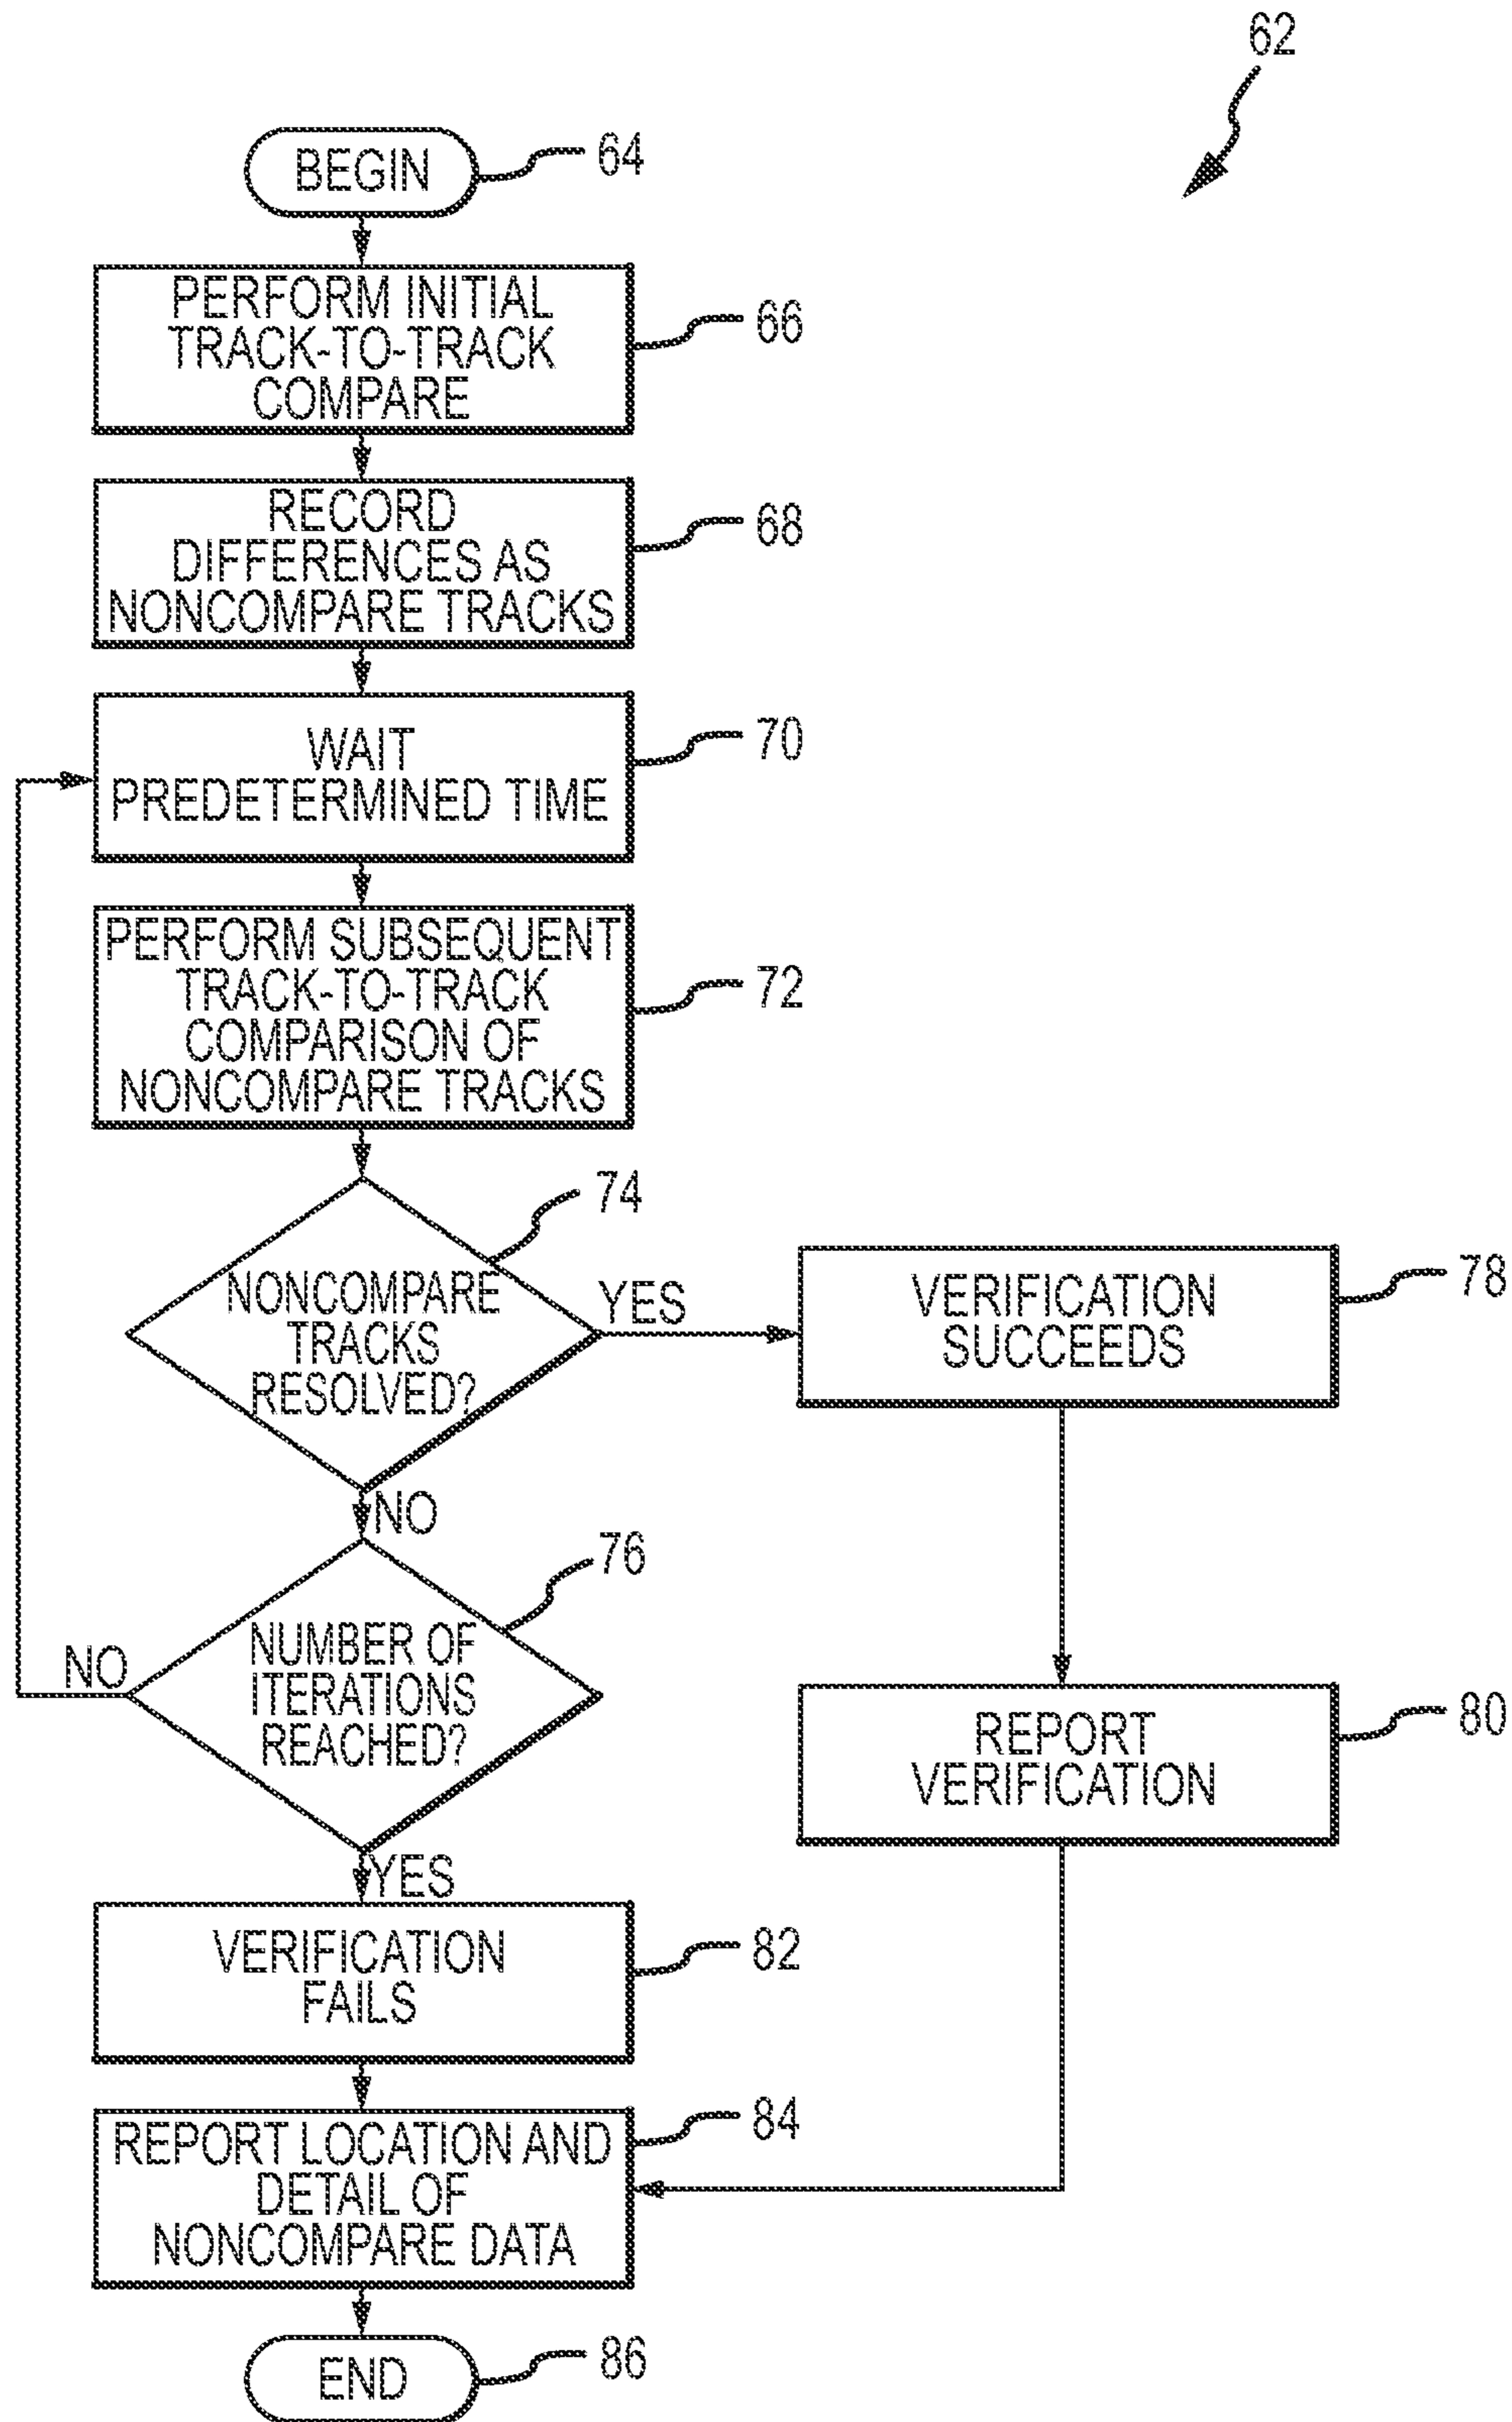 62
BEGIN
64
PERFORM INITIAL
TRACK-TO-TRACK
COMPARE
66
RECORD
DIFFERENCES AS
NONCOMPARE TRACKS
68
WAIT
PREDETERMINED TIME
70
PERFORM SUBSEQUENT
TRACK-TO-TRACK
COMPARISON OF
NONCOMPARE TRACKS
72
74
NONCOMPARE
TRACKS
RESOLVED?
YES
NO
VERIFICATION
SUCCEEDS
78
76
NUMBER OF
ITERATIONS
REACHED?
NO
YES
REPORT
VERIFICATION
80
VERIFICATION
FAILS
82
REPORT LOCATION AND
DETAIL OF
NONCOMPARE DATA
84
END
86